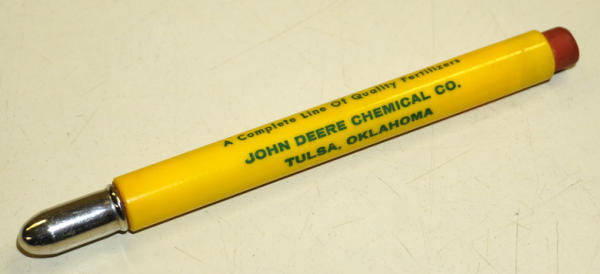 A Complete Line Of Quality Fertilizers
JOHN DEERE CHEMICAL CO.
TULSA, OKLAHOMA